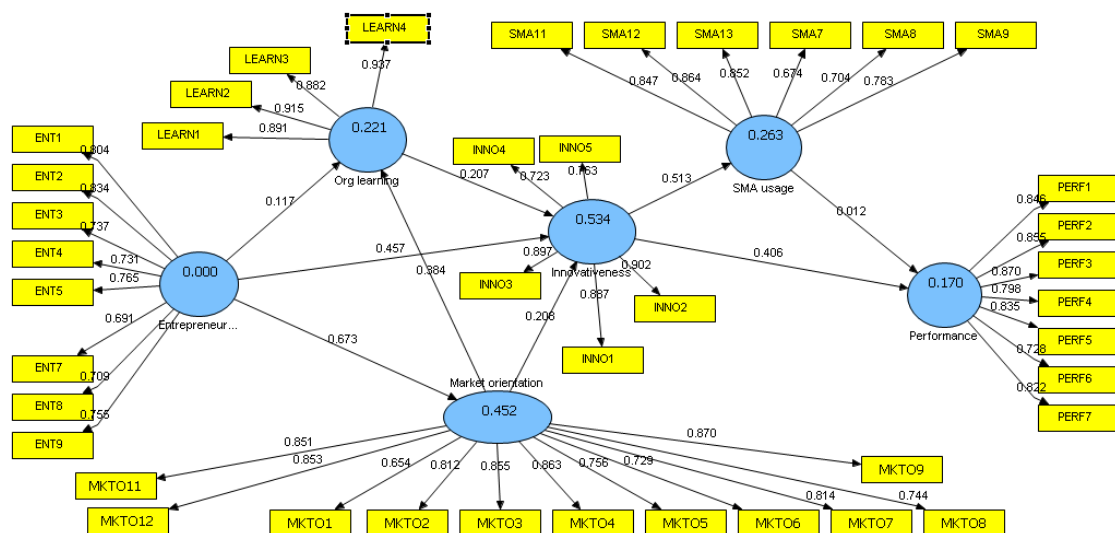 LEARN4
SMA11
SMA12
SMA13
SMA7
SMA8
SMA9
LEARN3
0.937
0.882
LEARN2
0.847
0.864
0.852
0.674
0.704
0.783
0.915
LEARN1
0.891
0.221
Org learning
ENT1
0.804
INNO4
INNO5
0.263
SMA usage
0.723
0.763
ENT2
0.834
0.207
0.513
PERF1
0.846
ENT3
0.737
0.117
0.534
Innovativeness
0.012
PERF2
0.855
ENT4
0.731
0.457
0.897
0.902
0.406
PERF3
0.870
ENT5
0.765
0.000
Entrepreneur...
0.384
INNO3
INNO2
0.887
0.170
Performance
0.798
PERF4
0.835
PERF5
0.691
0.673
0.208
INNO1
0.728
PERF6
ENT7
0.709
0.822
PERF7
ENT8
0.755
ENT9
Market orientation
0.452
0.851
0.853
0.654
0.812
0.855
0.863
0.756
0.729
0.870
MKTO9
MKTO11
0.814
0.744
MKTO12
MKTO1
MKTO2
MKTO3
MKTO4
MKTO5
MKTO6
MKTO7
MKTO8